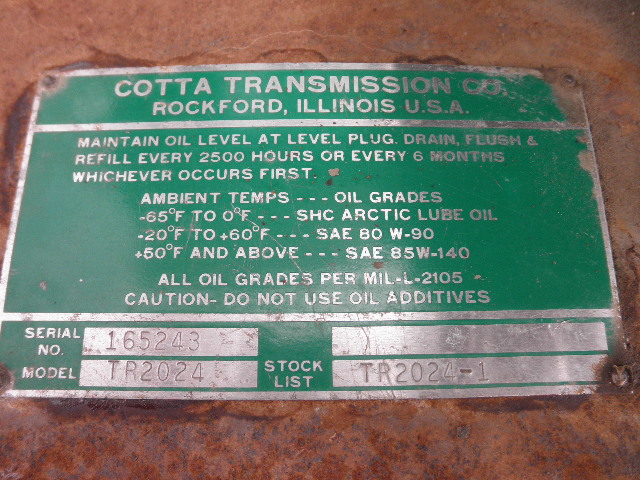 COTTA TRANSMISSION CO.
ROCKFORD, ILLINOIS U.S.A.
MAINTAIN OIL LEVEL AT LEVEL PLUG. DRAIN, FLUSH &
REFILL EVERY 2500 HOURS OR EVERY 6 MONTHS
WHICHEVER OCCURS FIRST.
AMBIENT TEMPS --- OIL GRADES
-65°F TO 0°F --- SHC ARCTIC LUBE OIL
-20°F TO +60°F --- SAE 80 W-90
+50°F AND ABOVE --- SAE 85W-140
ALL OIL GRADES PER MIL-L-2105
CAUTION- DO NOT USE OIL ADDITIVES
SERIAL NO. 165243
MODEL TR2024 STOCK LIST TR2024-1